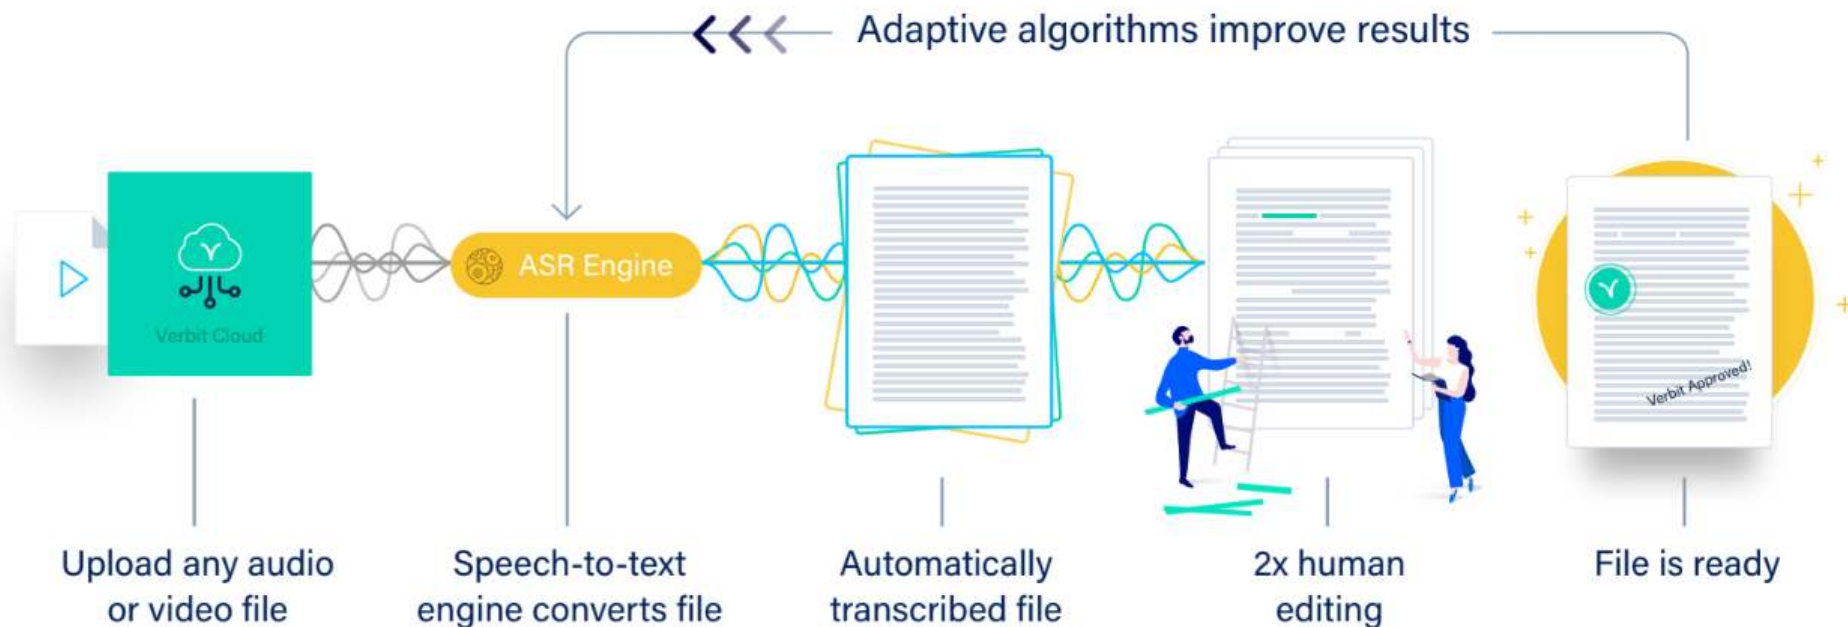 Adaptive algorithms improve results
Verbit Cloud
ASR Engine
Verbit Approved!
Upload any audio
or video file
Speech-to-text
engine converts file
Automatically
transcribed file
2x human
editing
File is ready